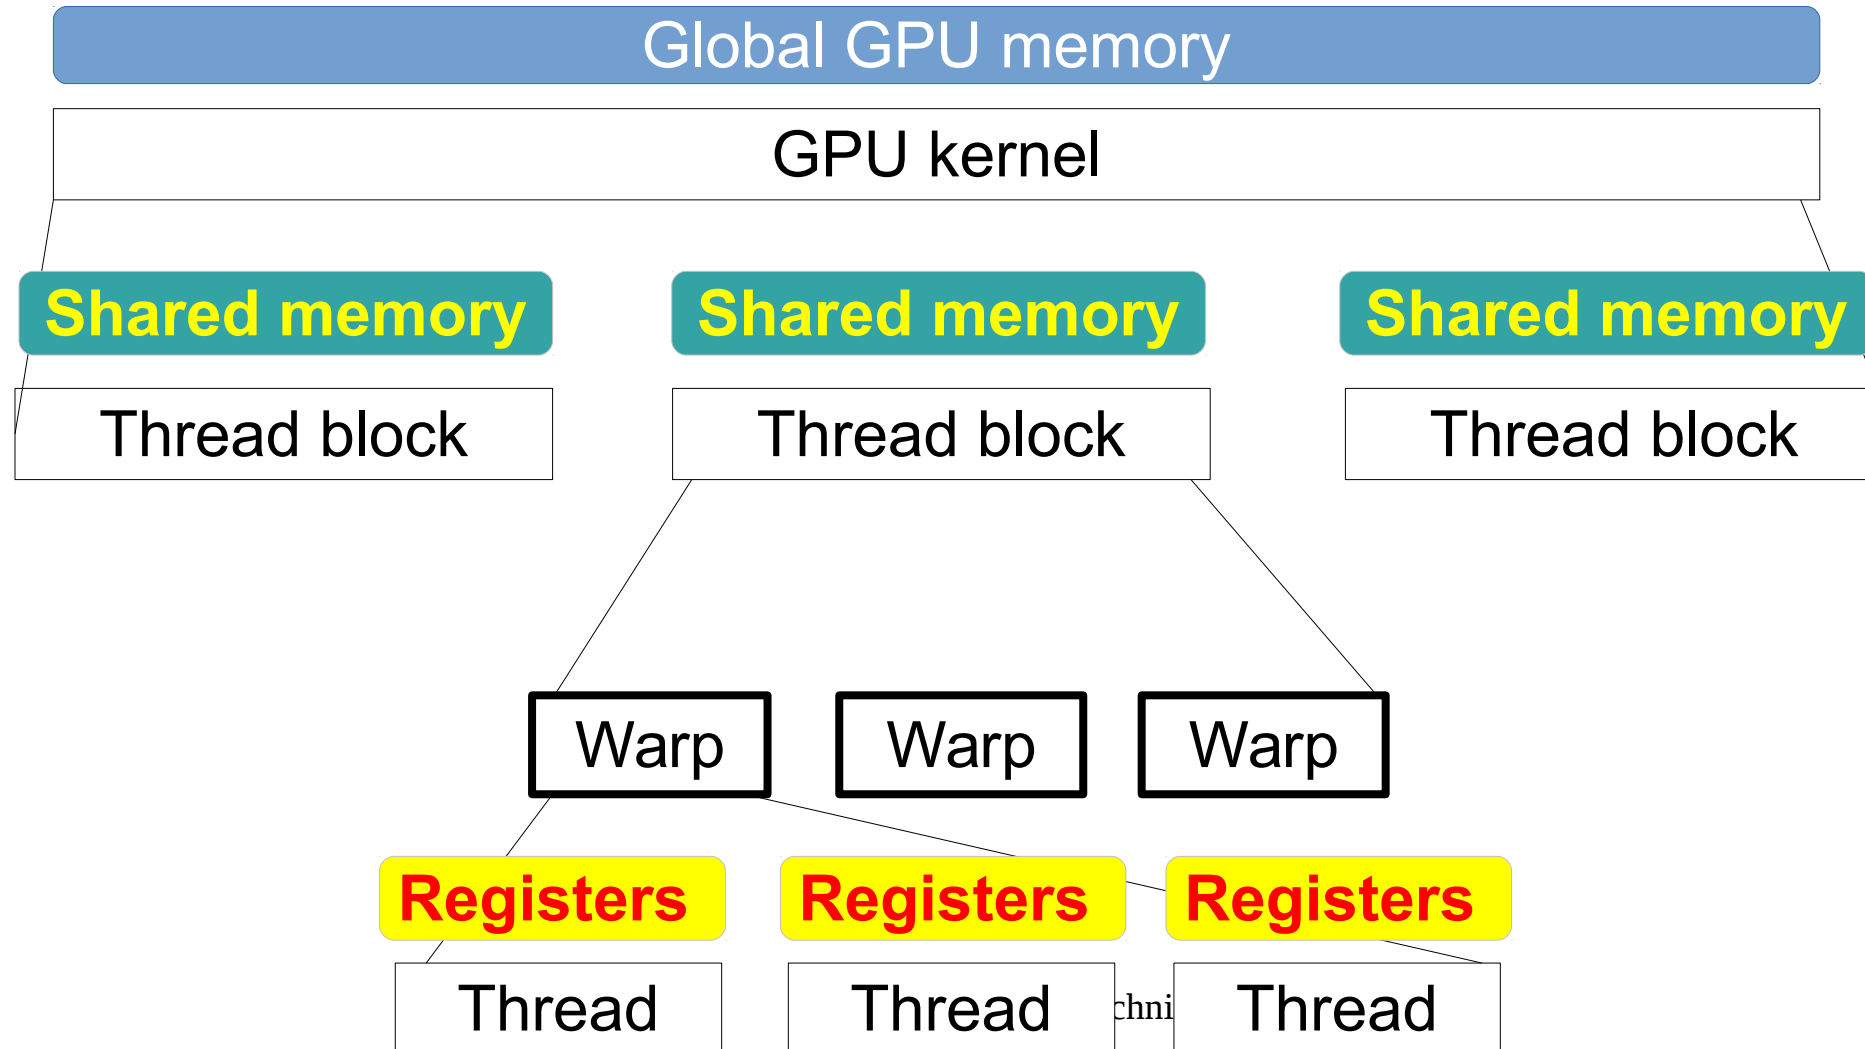 Global GPU memory
GPU kernel
Shared memory Shared memory Shared memory
Thread block Thread block Thread block
Warp Warp Warp
Registers Registers Registers
Thread Thread chni Thread